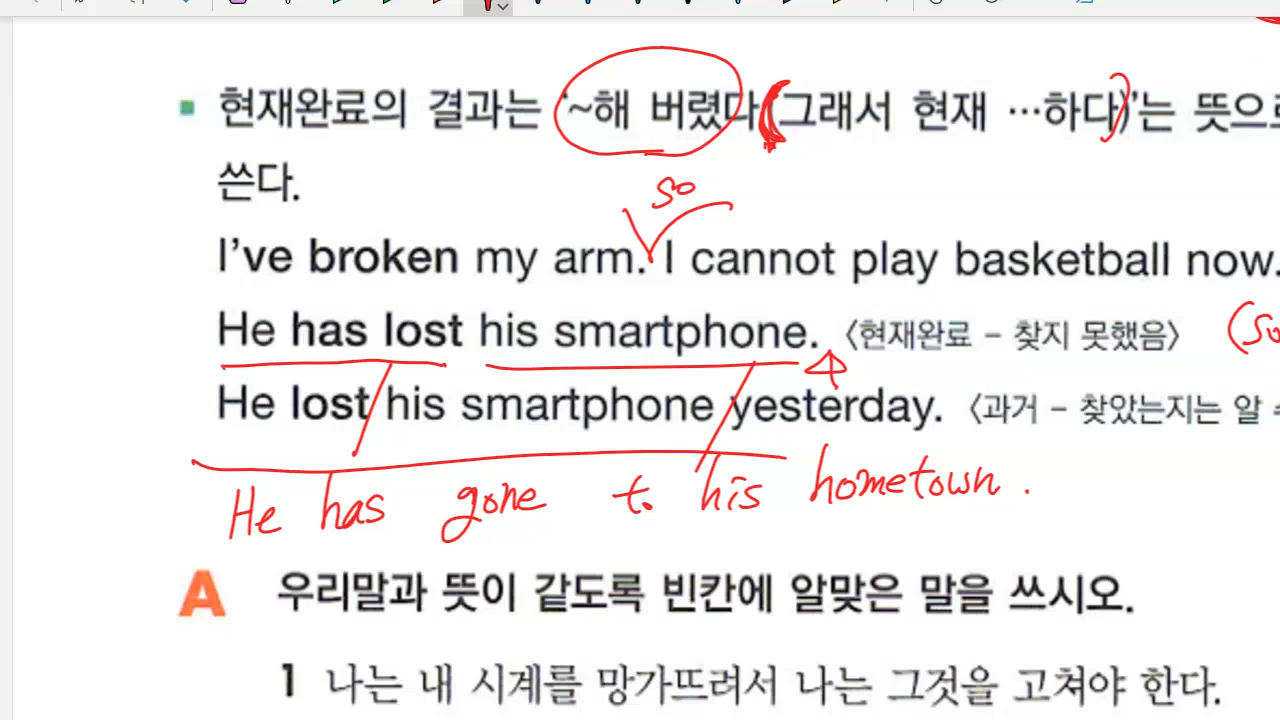 현재완료의 결과는 '~해 버렸다(그래서 현재 …하다)'는 뜻으로
쓴다.
so
I've broken my arm. I cannot play basketball now.
He has lost his smartphone. 〈현재완료 - 찾지 못했음〉 (so
He lost his smartphone yesterday. 〈과거 - 찾았는지는 알
He has gone to his hometown.
A 우리말과 뜻이 같도록 빈칸에 알맞은 말을 쓰시오.
1 나는 내 시계를 망가뜨려서 나는 그것을 고쳐야 한다.